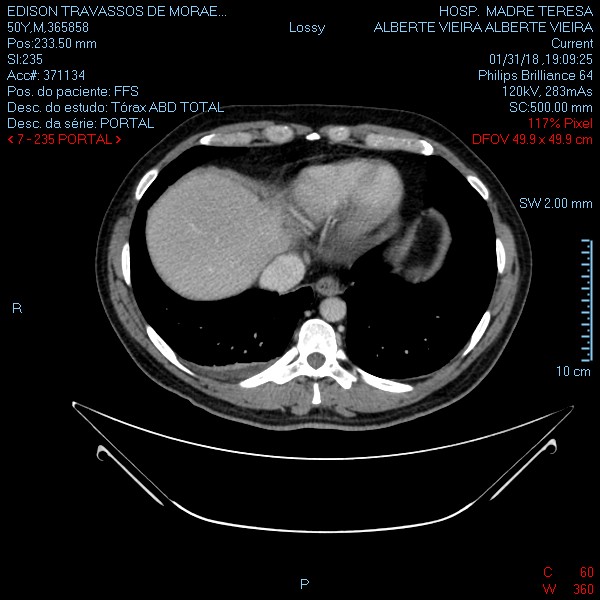 EDISON TRAVASSOS DE MORAE...
50Y,M,365858
Pos:233.50 mm
Sl:235
Acc#: 371134
Pos. do paciente: FFS
Desc. do estudo: Tórax ABD TOTAL
Desc. da série: PORTAL
< 7 - 235 PORTAL >
Lossy
HOSP. MADRE TERESA
ALBERTE VIEIRA ALBERTE VIEIRA
Current
01/31/18 ,19:09:25
Philips Brilliance 64
120kV, 283mAs
SC:500.00 mm
117% Pixel
DFOV 49.9 x 49.9 cm
SW 2.00 mm
R
10 cm
P
C 60
W 360